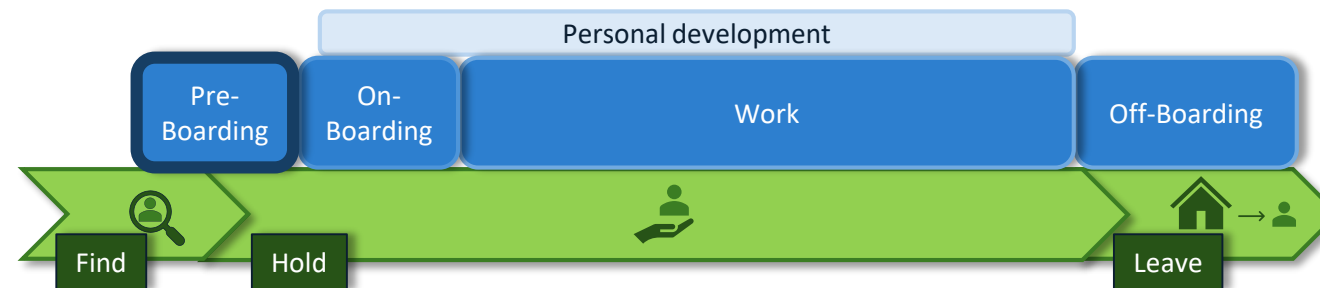 Personal development
Pre-
Boarding
On-
Boarding
Work
Off-Boarding
Find
Hold
Leave